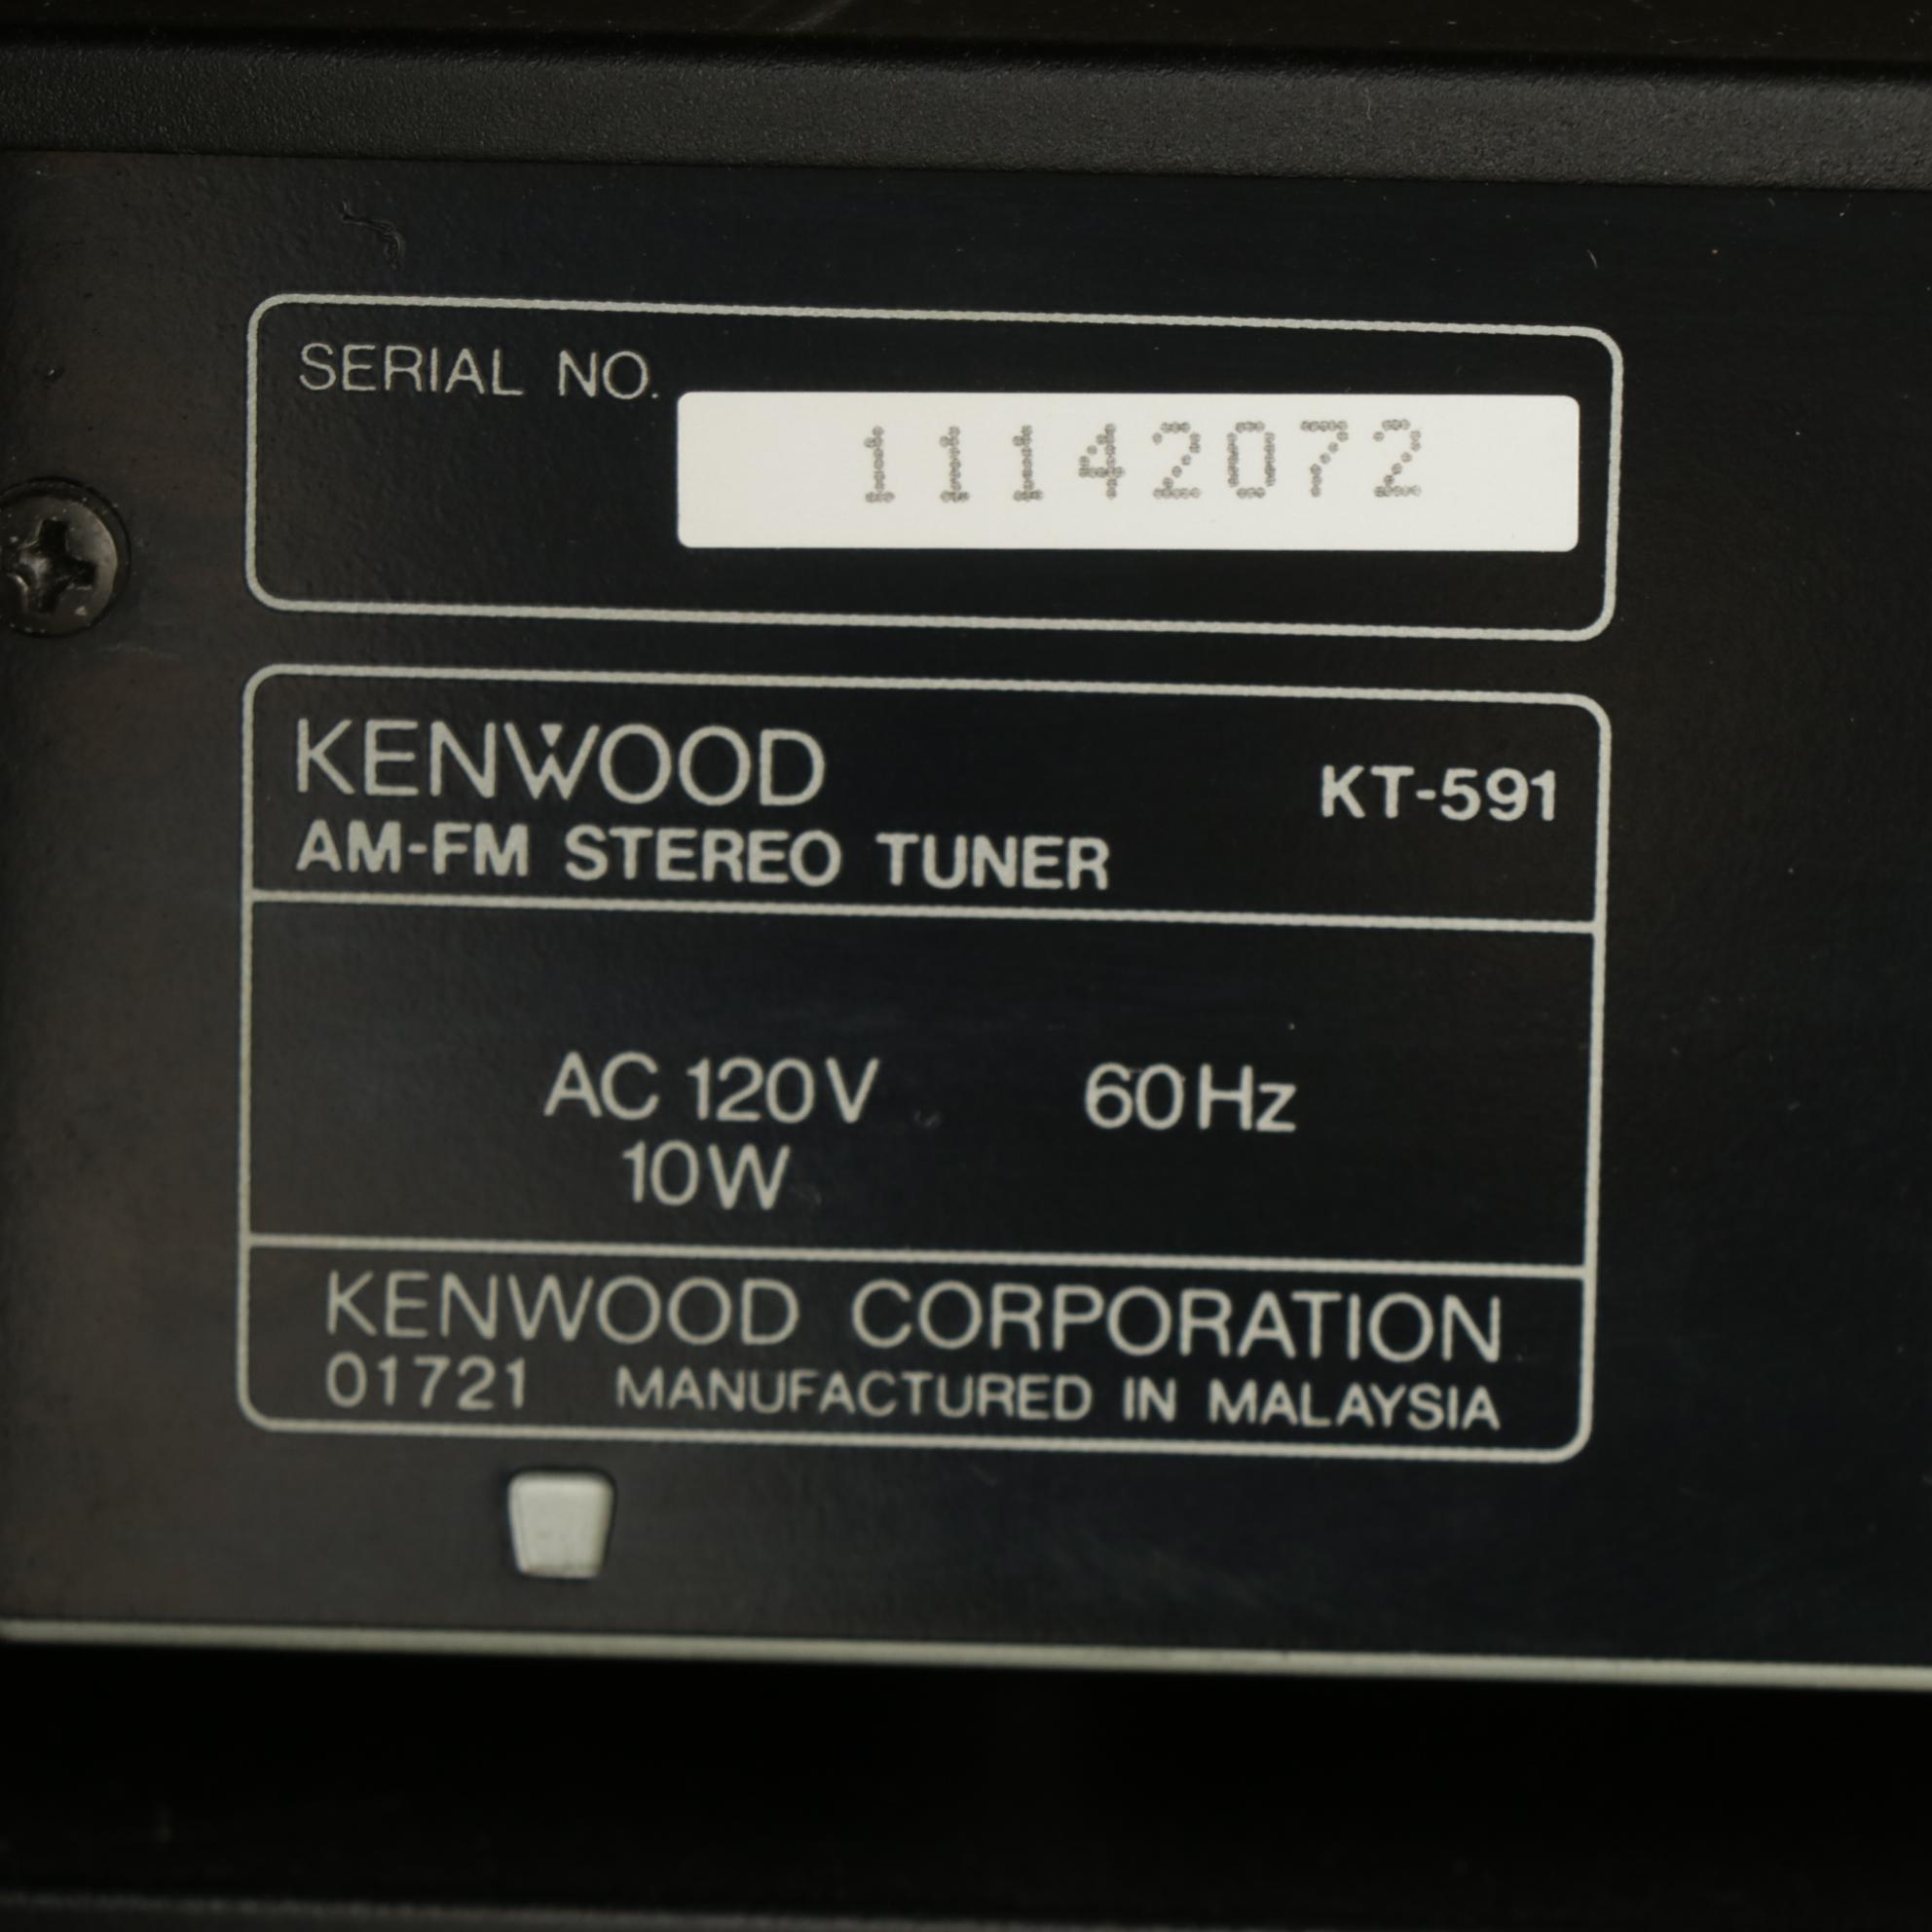 SERIAL NO.
11142072
KENWOOD KT-591
AM-FM STEREO TUNER
AC 120V 60Hz
10W
KENWOOD CORPORATION
01721 MANUFACTURED IN MALAYSIA